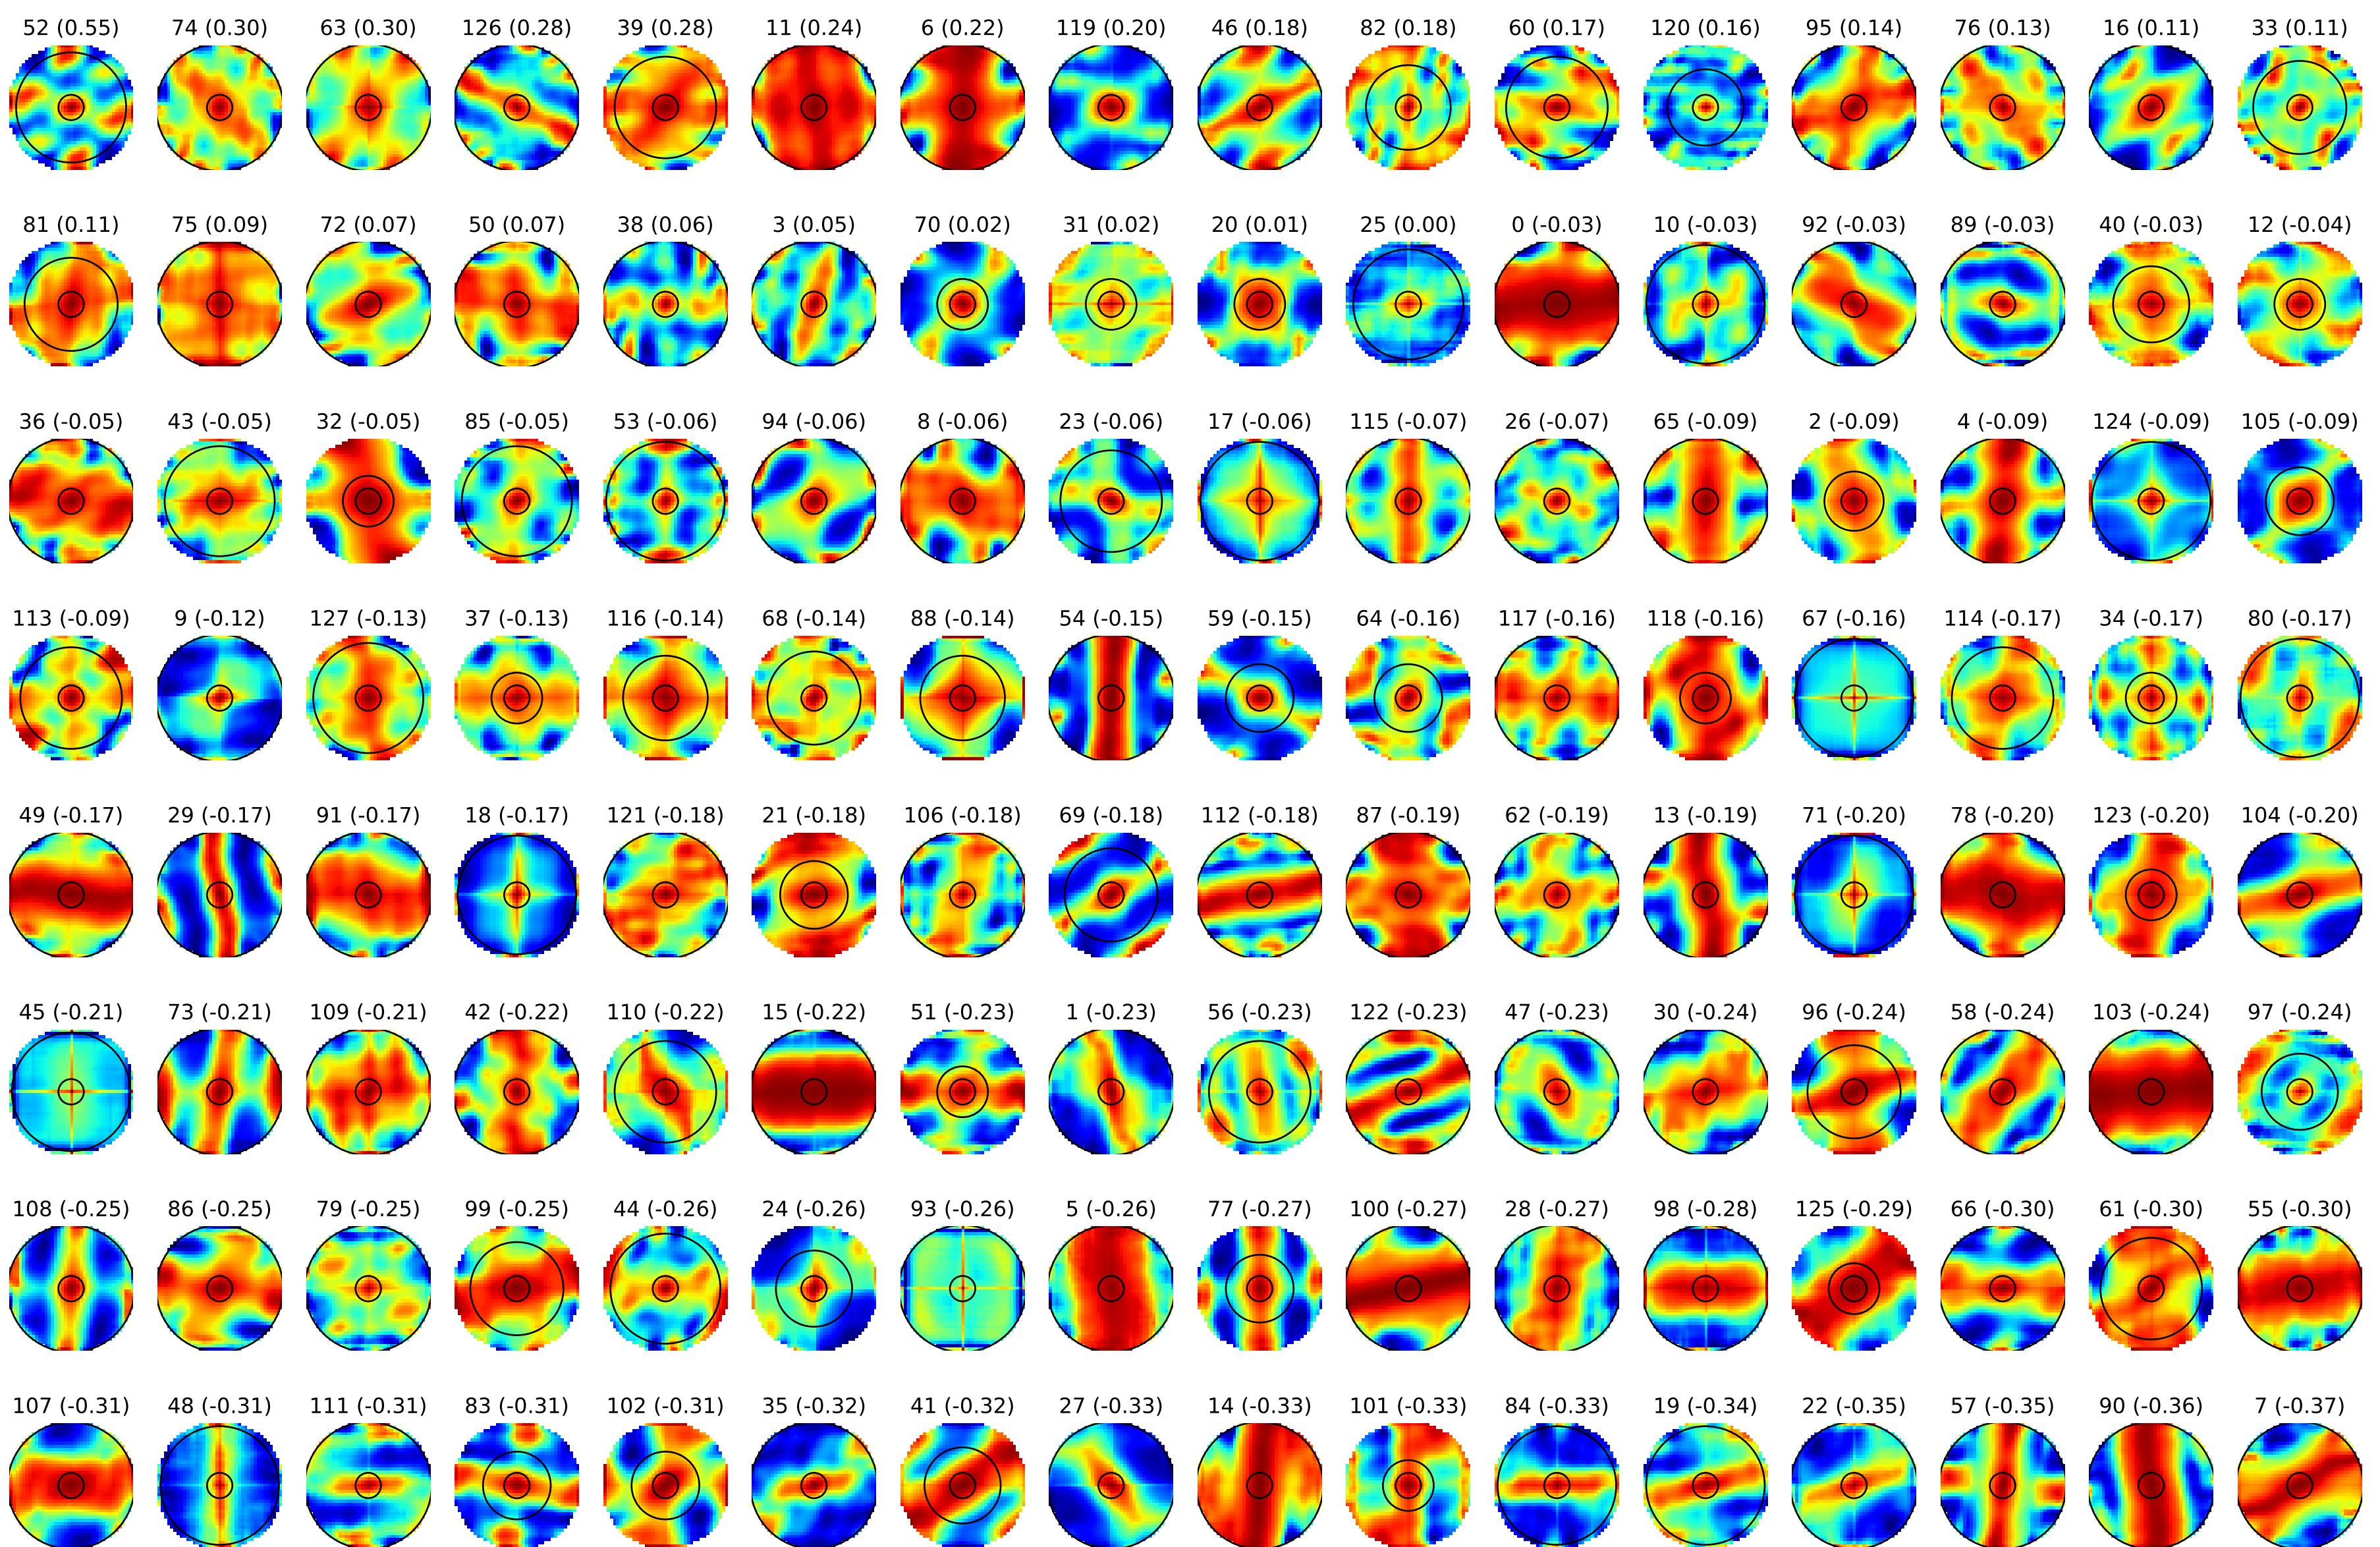 52 (0.55) 74 (0.30) 63 (0.30) 126 (0.28) 39 (0.28) 11 (0.24) 6 (0.22) 119 (0.20) 46 (0.18) 82 (0.18) 60 (0.17) 120 (0.16) 95 (0.14) 76 (0.13) 16 (0.11) 33 (0.11)
81 (0.11) 75 (0.09) 72 (0.07) 50 (0.07) 38 (0.06) 3 (0.05) 70 (0.02) 31 (0.02) 20 (0.01) 25 (0.00) 0 (-0.03) 10 (-0.03) 92 (-0.03) 89 (-0.03) 40 (-0.03) 12 (-0.04)
36 (-0.05) 43 (-0.05) 32 (-0.05) 85 (-0.05) 53 (-0.06) 94 (-0.06) 8 (-0.06) 23 (-0.06) 17 (-0.06) 115 (-0.07) 26 (-0.07) 65 (-0.09) 2 (-0.09) 4 (-0.09) 124 (-0.09) 105 (-0.09)
113 (-0.09) 9 (-0.12) 127 (-0.13) 37 (-0.13) 116 (-0.14) 68 (-0.14) 88 (-0.14) 54 (-0.15) 59 (-0.15) 64 (-0.16) 117 (-0.16) 118 (-0.16) 67 (-0.16) 114 (-0.17) 34 (-0.17) 80 (-0.17)
49 (-0.17) 29 (-0.17) 91 (-0.17) 18 (-0.17) 121 (-0.18) 21 (-0.18) 106 (-0.18) 69 (-0.18) 112 (-0.18) 87 (-0.19) 62 (-0.19) 13 (-0.19) 71 (-0.20) 78 (-0.20) 123 (-0.20) 104 (-0.20)
45 (-0.21) 73 (-0.21) 109 (-0.21) 42 (-0.22) 110 (-0.22) 15 (-0.22) 51 (-0.23) 1 (-0.23) 56 (-0.23) 122 (-0.23) 47 (-0.23) 30 (-0.24) 96 (-0.24) 58 (-0.24) 103 (-0.24) 97 (-0.24)
108 (-0.25) 86 (-0.25) 79 (-0.25) 99 (-0.25) 44 (-0.26) 24 (-0.26) 93 (-0.26) 5 (-0.26) 77 (-0.27) 100 (-0.27) 28 (-0.27) 98 (-0.28) 125 (-0.29) 66 (-0.30) 61 (-0.30) 55 (-0.30)
107 (-0.31) 48 (-0.31) 111 (-0.31) 83 (-0.31) 102 (-0.31) 35 (-0.32) 41 (-0.32) 27 (-0.33) 14 (-0.33) 101 (-0.33) 84 (-0.33) 19 (-0.34) 22 (-0.35) 57 (-0.35) 90 (-0.36) 7 (-0.37)